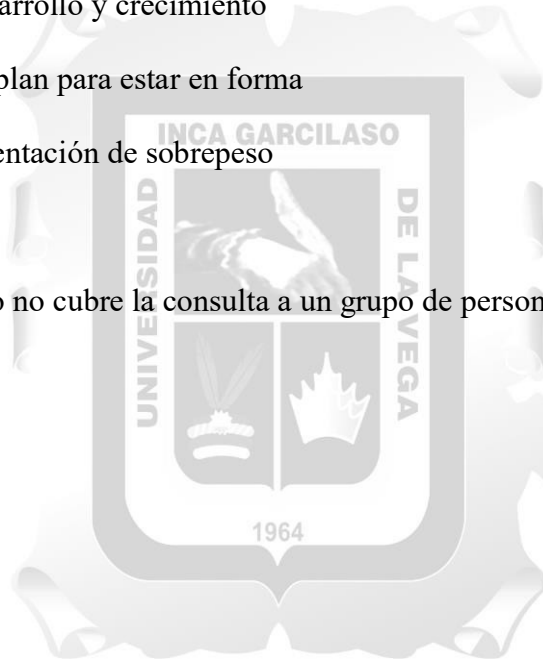 arrollo y crecimiento
plan para estar en forma
INCA GARCILASO
entación de sobrepeso
UNIVERSIDAD
DE LA VEGA
o no cubre la consulta a un grupo de person
1964